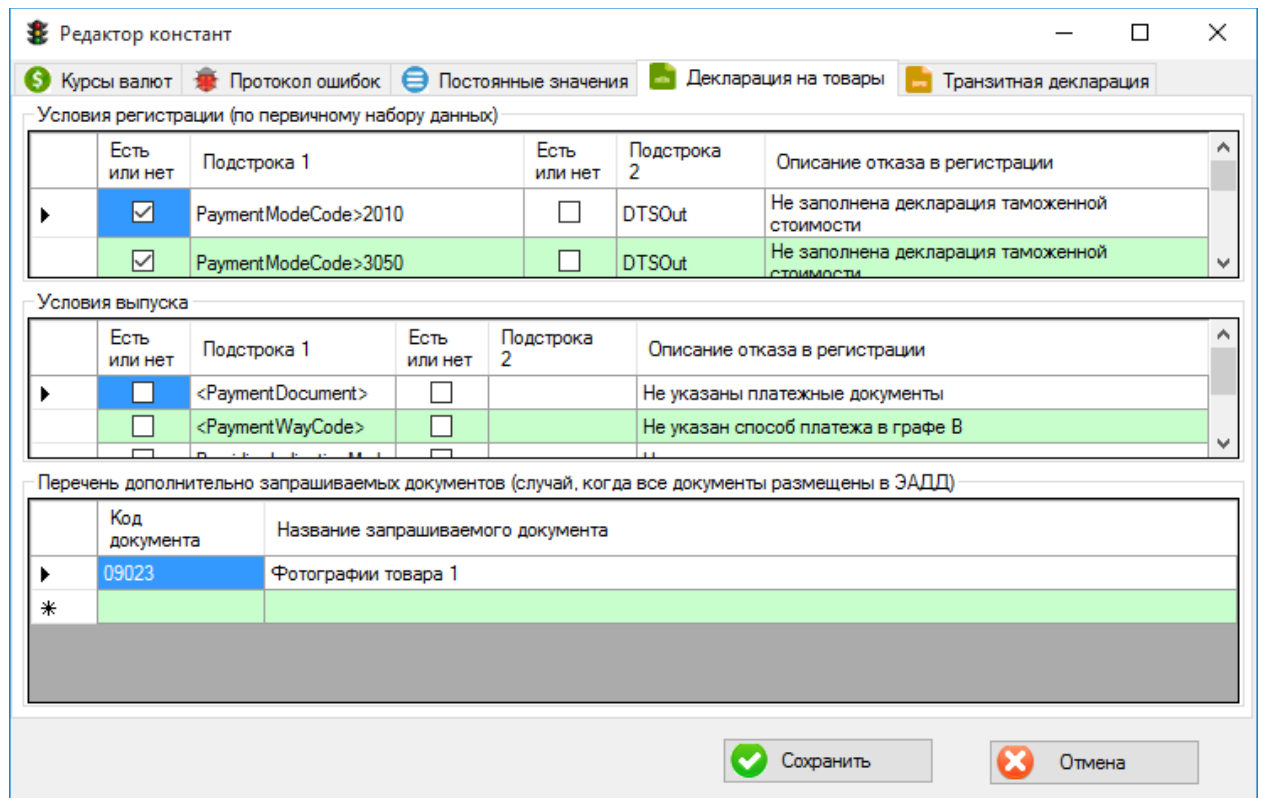 Редактор констант
Курсы валют Протокол ошибок Постоянные значения Декларация на товары Транзитная декларация
Условия регистрации (по первичному набору данных)
Есть или нет Подстрока 1 Есть или нет Подстрока 2 Описание отказа в регистрации
PaymentModeCode>2010 DTSOut Не заполнена декларация таможенной стоимости
PaymentModeCode>3050 DTSOut Не заполнена декларация таможенной стоимости
Условия выпуска
Есть или нет Подстрока 1 Есть или нет Подстрока 2 Описание отказа в регистрации
<PaymentDocument> Не указаны платежные документы
<PaymentWayCode> Не указан способ платежа в графе B
Перечень дополнительно запрашиваемых документов (случай, когда все документы размещены в ЭАДД)
Код документа Название запрашиваемого документа
09023 Фотографии товара 1
Сохранить Отмена